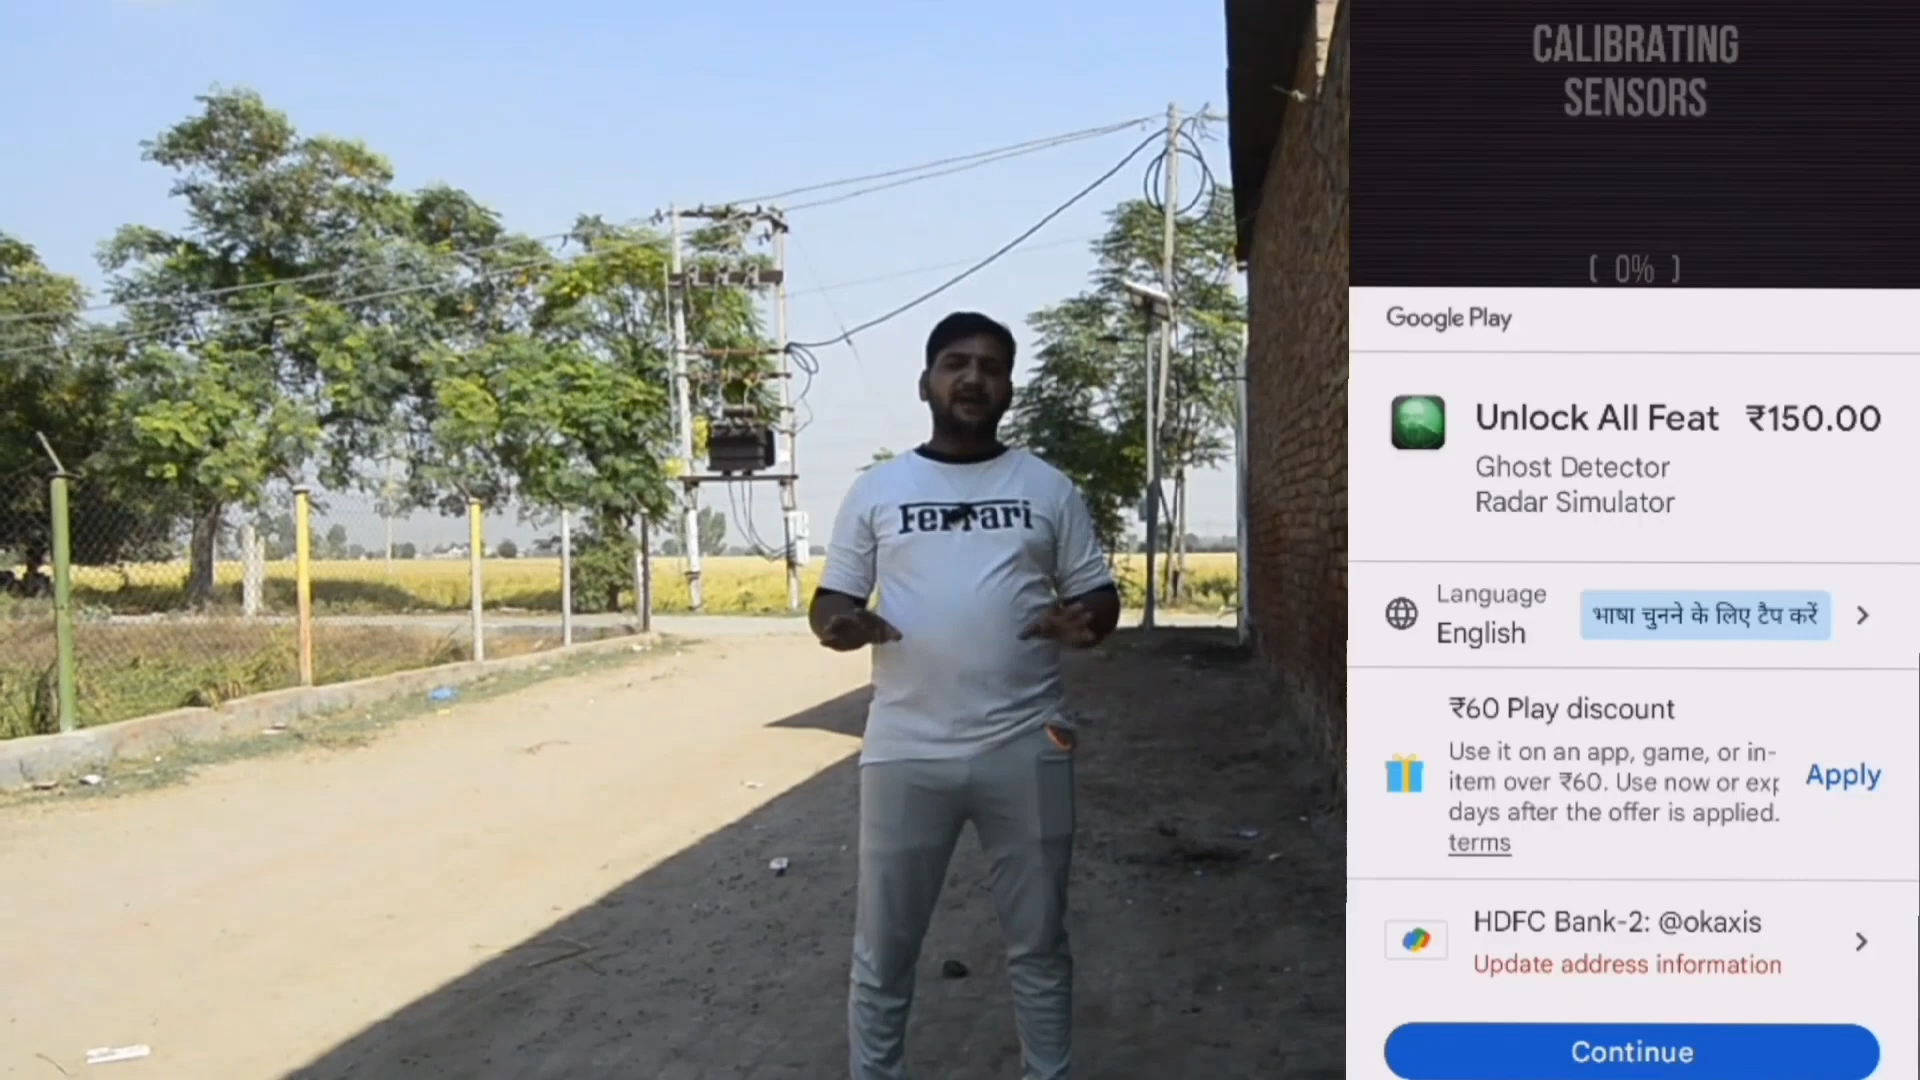 Ferrari
CALIBRATING
SENSORS
( 0% )
Google Play
Unlock All Feat ₹150.00
Ghost Detector
Radar Simulator
Language
English
भाषा चुनने के लिए टैप करें
₹60 Play discount
Use it on an app, game, or in-
item over ₹60. Use now or exp
days after the offer is applied.
terms
Apply
HDFC Bank-2: @okaxis
Update address information
Continue